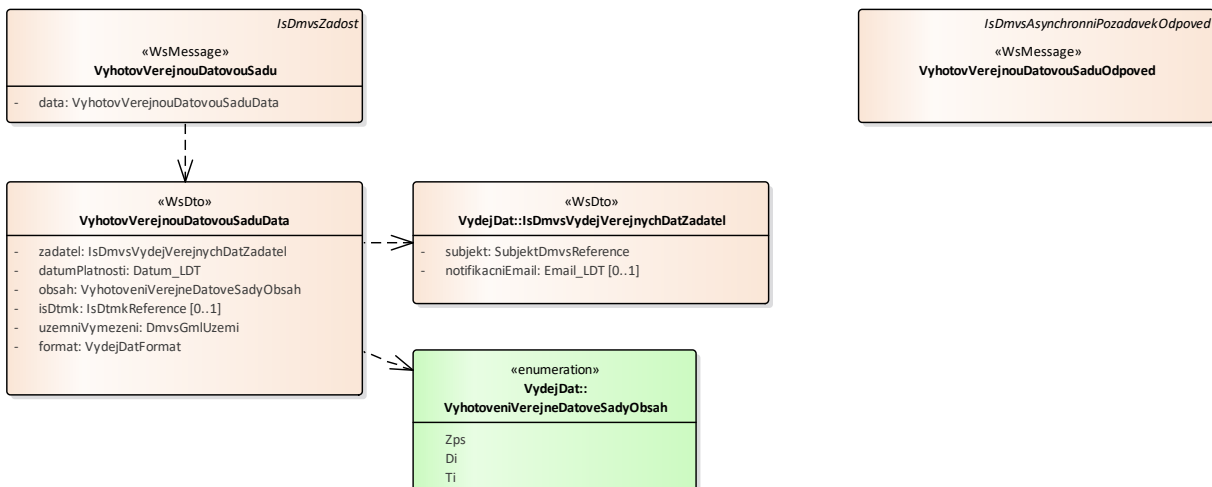 IsDmvsZadost
«WsMessage»
VyhotovVerejnouDatovouSadu
- data: VyhotovVerejnouDatovouSaduData
IsDmvsAsynchronniPozadavekOdpoved
«WsMessage»
VyhotovVerejnouDatovouSaduOdpoved
«WsDto»
VyhotovVerejnouDatovouSaduData
- zadatel: IsDmvsVydejVerejnychDatZadatel
- datumPlatnosti: Datum_LDT
- obsah: VyhotoveniVerejneDatoveSadyObsah
- isDtmk: IsDtmkReference [0..1]
- uzemniVymezeni: DmvsGmlUzemi
- format: VydejDatFormat
«WsDto»
VydejDat::IsDmvsVydejVerejnychDatZadatel
- subjekt: SubjektDmvsReference
- notifikacniEmail: Email_LDT [0..1]
«enumeration»
VydejDat::
VyhotoveniVerejneDatoveSadyObsah
Zps
Di
Ti